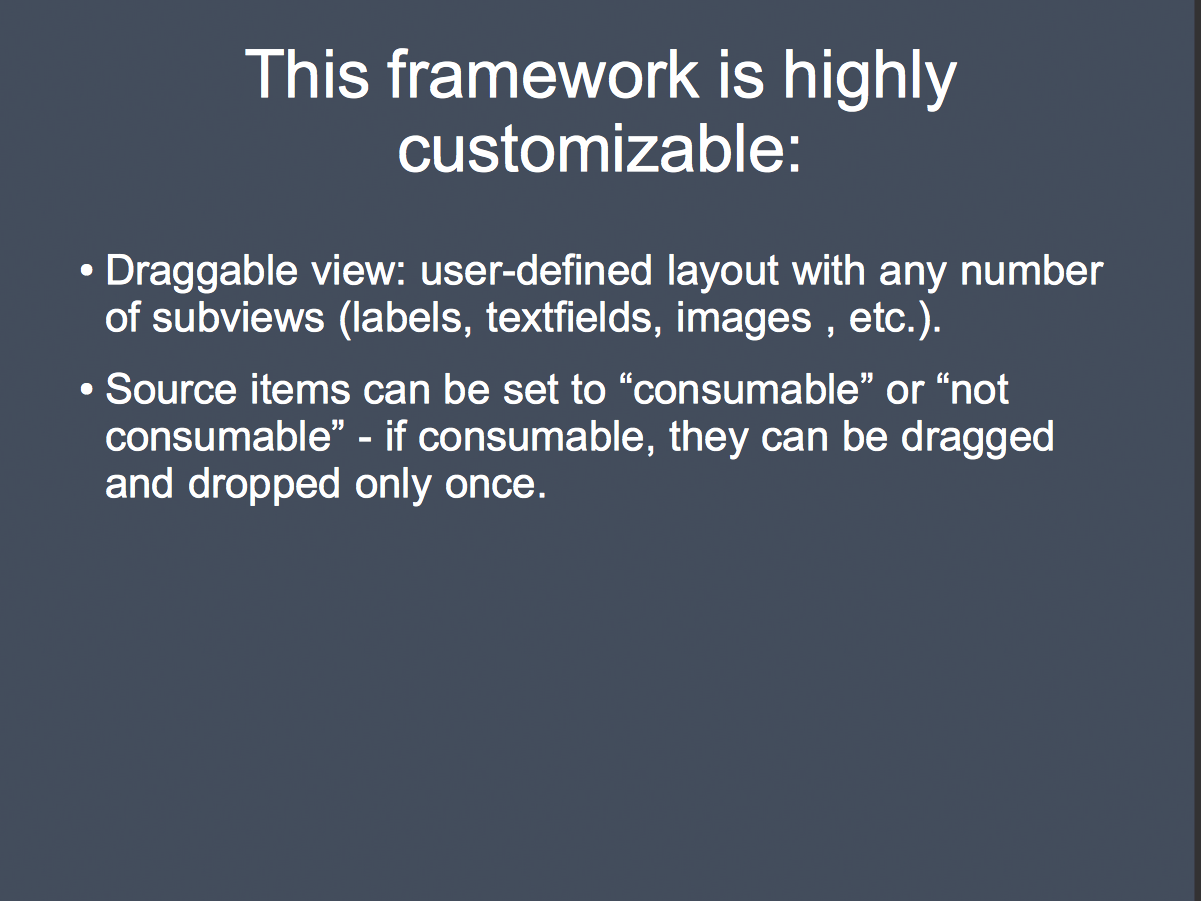 This framework is highly
customizable:
• Draggable view: user-defined layout with any number
of subviews (labels, textfields, images , etc.).
• Source items can be set to “consumable” or “not
consumable” - if consumable, they can be dragged
and dropped only once.